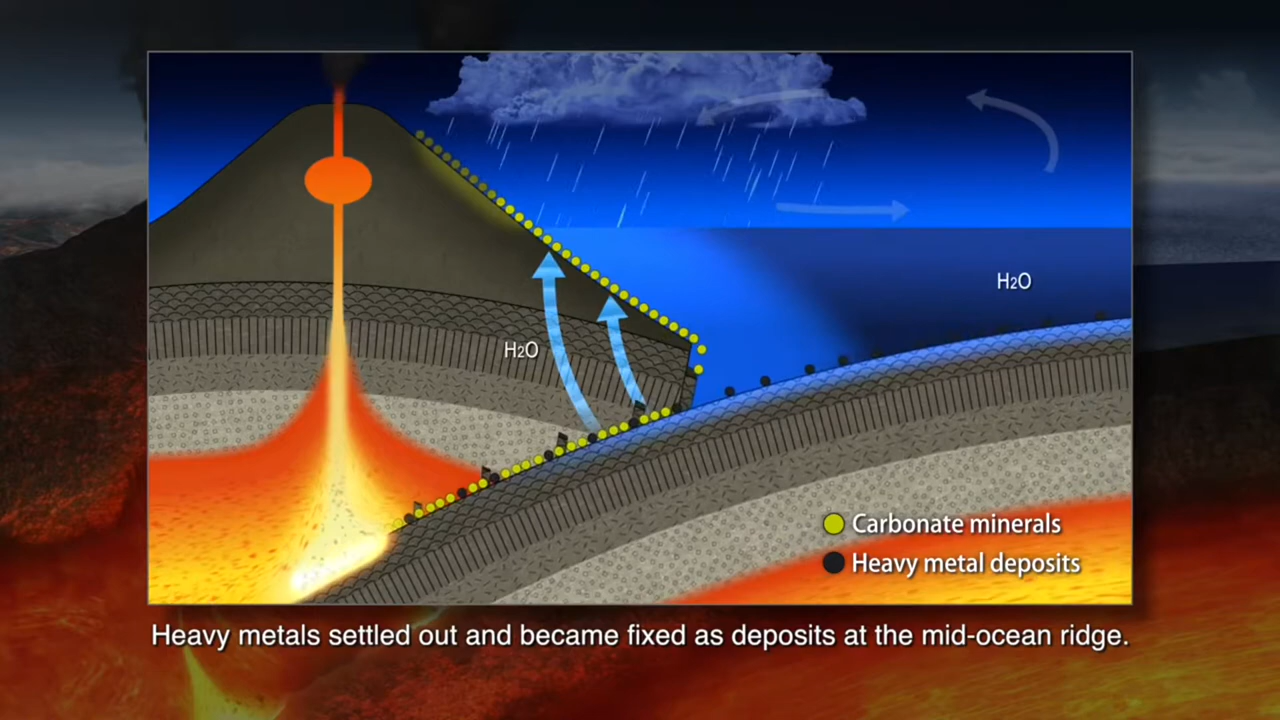 H2O
H2O
Carbonate minerals
Heavy metal deposits
Heavy metals settled out and became fixed as deposits at the mid-ocean ridge.